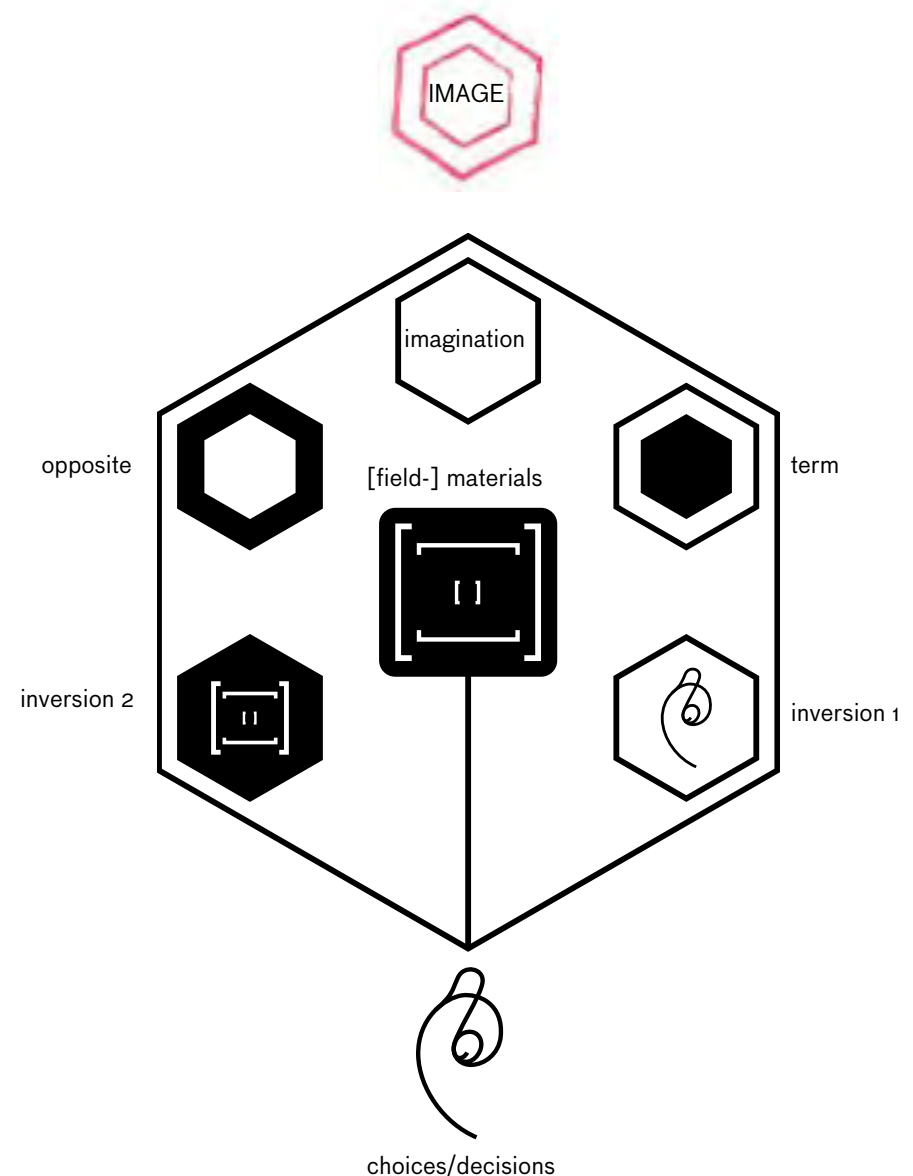 IMAGE
imagination
opposite
term
[field-] materials
inversion 2
inversion 1
choices/decisions